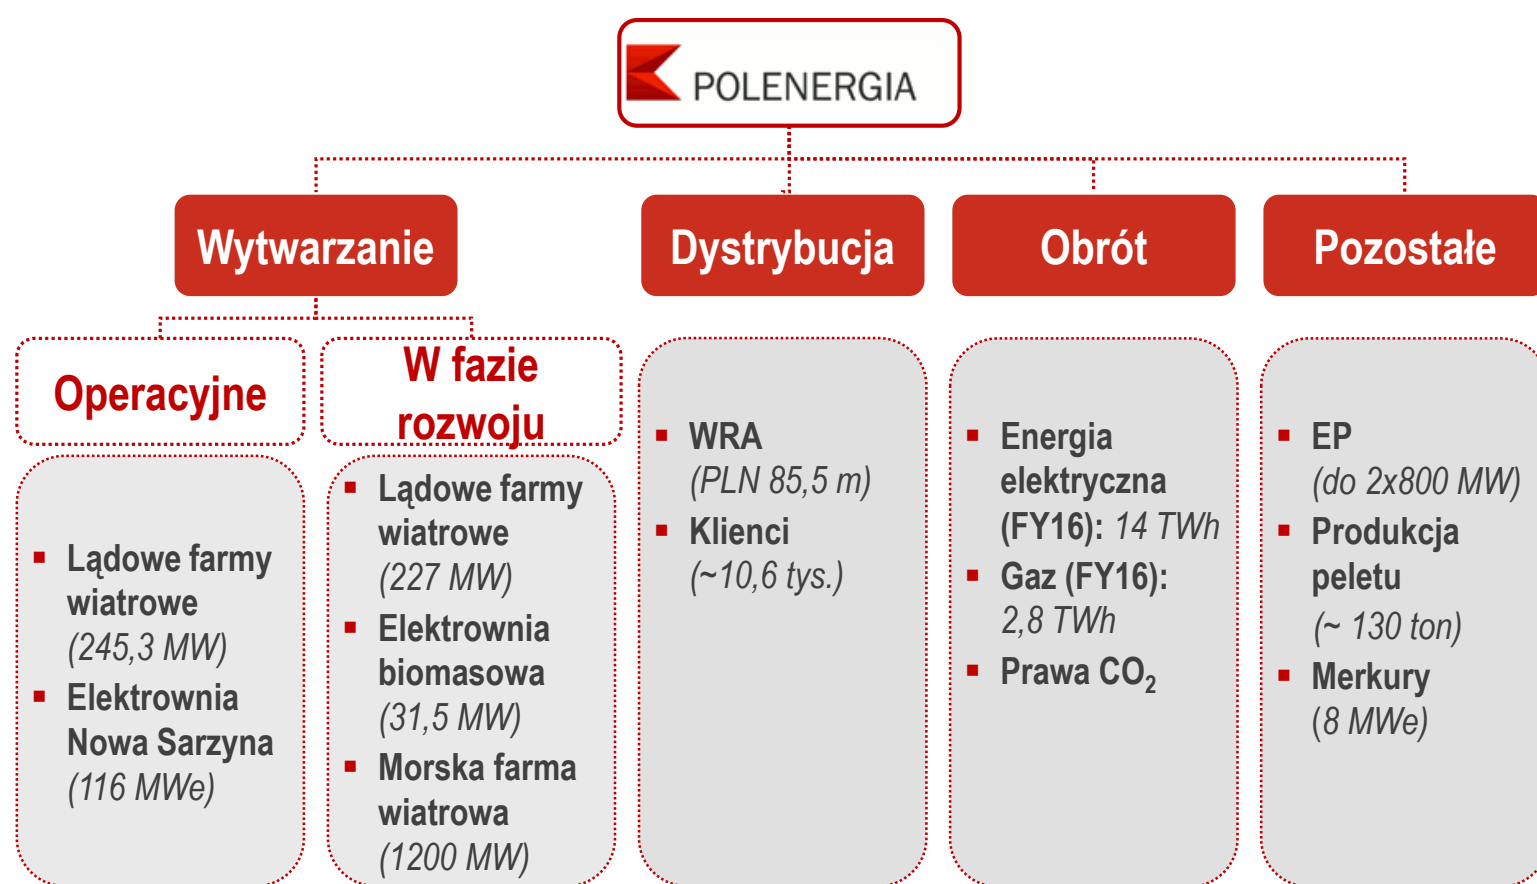 POLENERGIA
Wytwarzanie
Dystrybucja
Obrót
Pozostałe
Operacyjne
W fazie
rozwoju
▪ Lądowe farmy
wiatrowe
(245,3 MW)
▪ Elektrownia
Nowa Sarzyna
(116 MWe)
▪ Lądowe farmy
wiatrowe
(227 MW)
▪ Elektrownia
biomasowa
(31,5 MW)
▪ Morska farma
wiatrowa
(1200 MW)
▪ WRA
(PLN 85,5 m)
▪ Klienci
(~10,6 tys.)
▪ Energia
elektryczna
(FY16): 14 TWh
▪ Gaz (FY16):
2,8 TWh
▪ Prawa CO₂
▪ EP
(do 2x800 MW)
▪ Produkcja
peletu
(~ 130 ton)
▪ Merkury
(8 MWe)